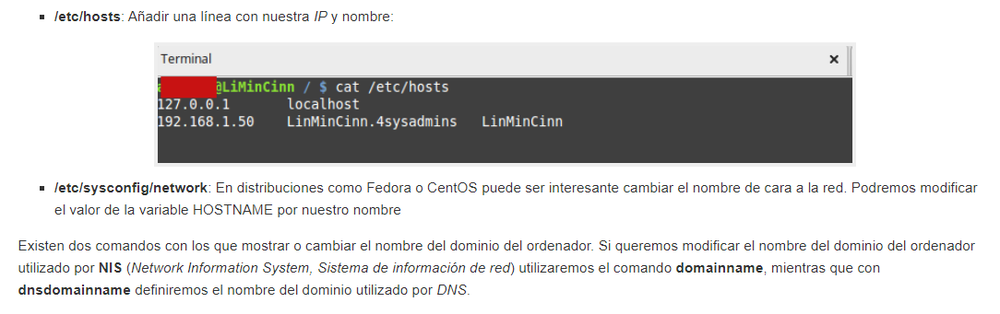 /etc/hosts: Añadir una línea con nuestra IP y nombre:
Terminal
@LiMinCinn / $ cat /etc/hosts
127.0.0.1 localhost
192.168.1.50 LinMinCinn.4sysadmins LinMinCinn
/etc/sysconfig/network: En distribuciones como Fedora o CentOS puede ser interesante cambiar el nombre de cara a la red. Podremos modificar
el valor de la variable HOSTNAME por nuestro nombre
Existen dos comandos con los que mostrar o cambiar el nombre del dominio del ordenador. Si queremos modificar el nombre del dominio del ordenador
utilizado por NIS (Network Information System, Sistema de información de red) utilizaremos el comando domainname, mientras que con
dnsdomainname definiremos el nombre del dominio utilizado por DNS.